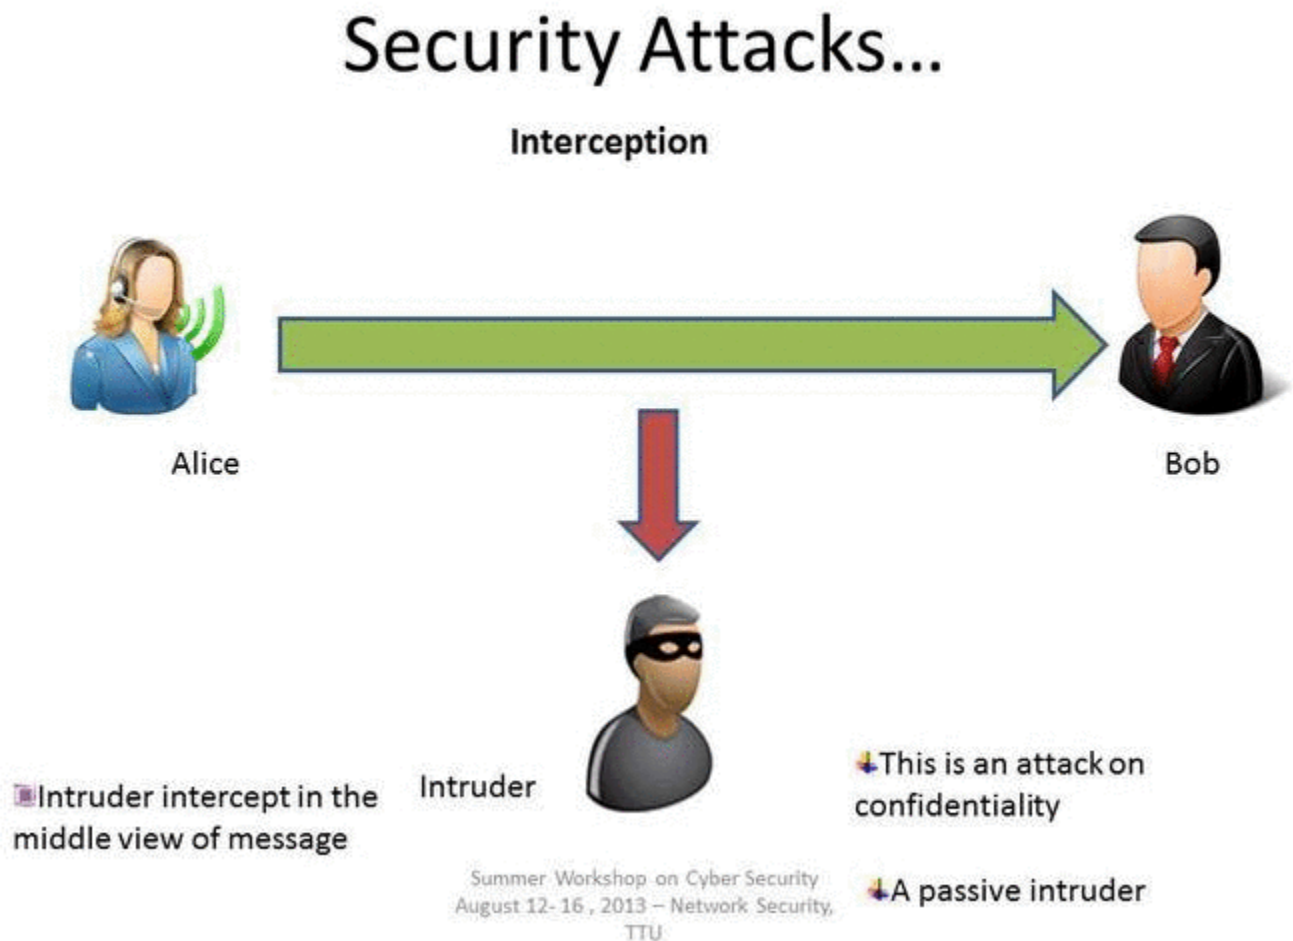 Security Attacks...
Interception
Alice
Bob
Intruder intercept in the
middle view of message
Intruder
This is an attack on
confidentiality
A passive intruder
Summer Workshop on Cyber Security
August 12- 16 , 2013 – Network Security,
TTU